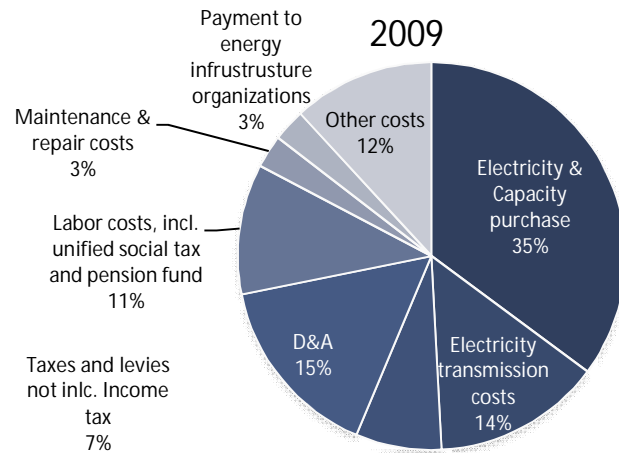 2009
Payment to
energy
infrustrusture
organizations
3%
Other costs
12%
Maintenance &
repair costs
3%
Electricity &
Capacity
purchase
35%
Labor costs, incl.
unified social tax
and pension fund
11%
D&A
15%
Electricity
transmission
costs
14%
Taxes and levies
not inlc. Income
tax
7%